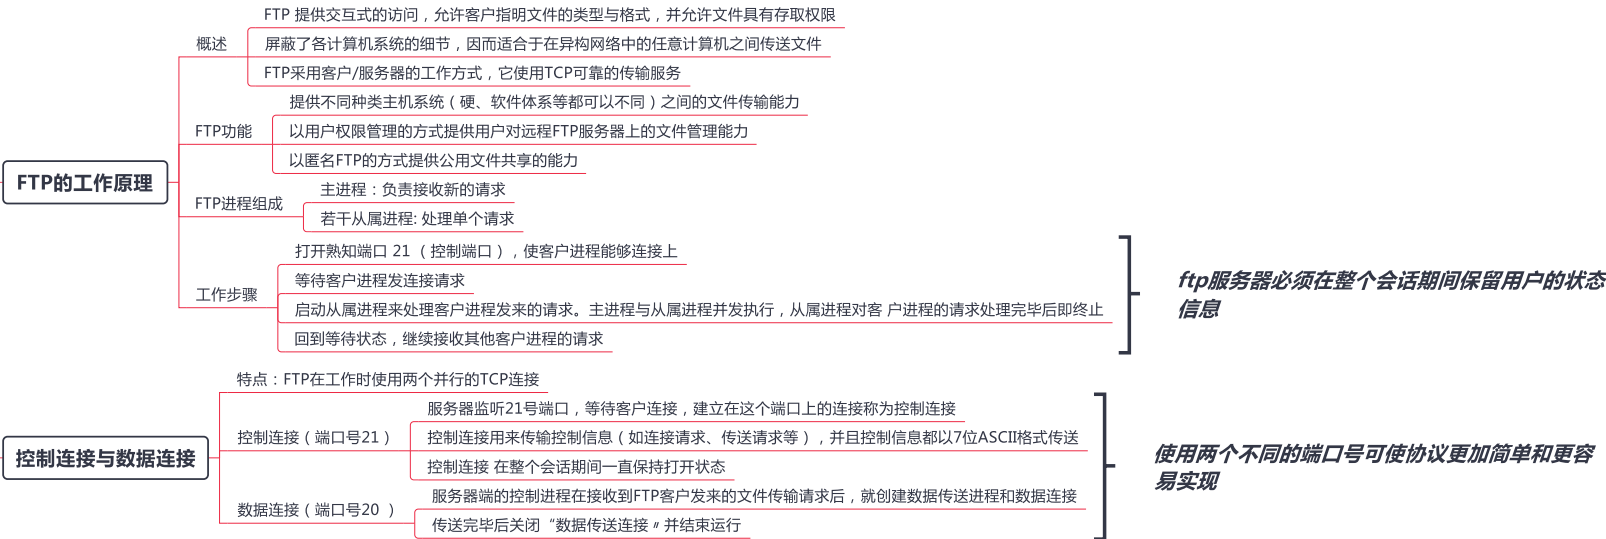 FTP的工作原理
概述
FTP 提供交互式的访问，允许客户指明文件的类型与格式，并允许文件具有存取权限
屏蔽了各计算机系统的细节，因而适合于在异构网络中的任意计算机之间传送文件
FTP采用客户/服务器的工作方式，它使用TCP可靠的传输服务
FTP功能
提供不同种类主机系统（硬、软件体系等都可以不同）之间的文件传输能力
以用户权限管理的方式提供用户对远程FTP服务器上的文件管理能力
以匿名FTP的方式提供公用文件共享的能力
FTP进程组成
主进程：负责接收新的请求
若干从属进程: 处理单个请求
工作步骤
打开熟知端口 21 （控制端口），使客户进程能够连接上
等待客户进程发连接请求
启动从属进程来处理客户进程发来的请求。主进程与从属进程并发执行，从属进程对客 户进程的请求处理完毕后即终止
回到等待状态，继续接收其他客户进程的请求
ftp服务器必须在整个会话期间保留用户的状态
信息
控制连接与数据连接
特点：FTP在工作时使用两个并行的TCP连接
控制连接（端口号21）
服务器监听21号端口，等待客户连接，建立在这个端口上的连接称为控制连接
控制连接用来传输控制信息（如连接请求、传送请求等），并且控制信息都以7位ASCII格式传送
控制连接 在整个会话期间一直保持打开状态
数据连接（端口号20 ）
服务器端的控制进程在接收到FTP客户发来的文件传输请求后，就创建数据传送进程和数据连接
传送完毕后关闭“数据传送连接〃并结束运行
使用两个不同的端口号可使协议更加简单和更容
易实现